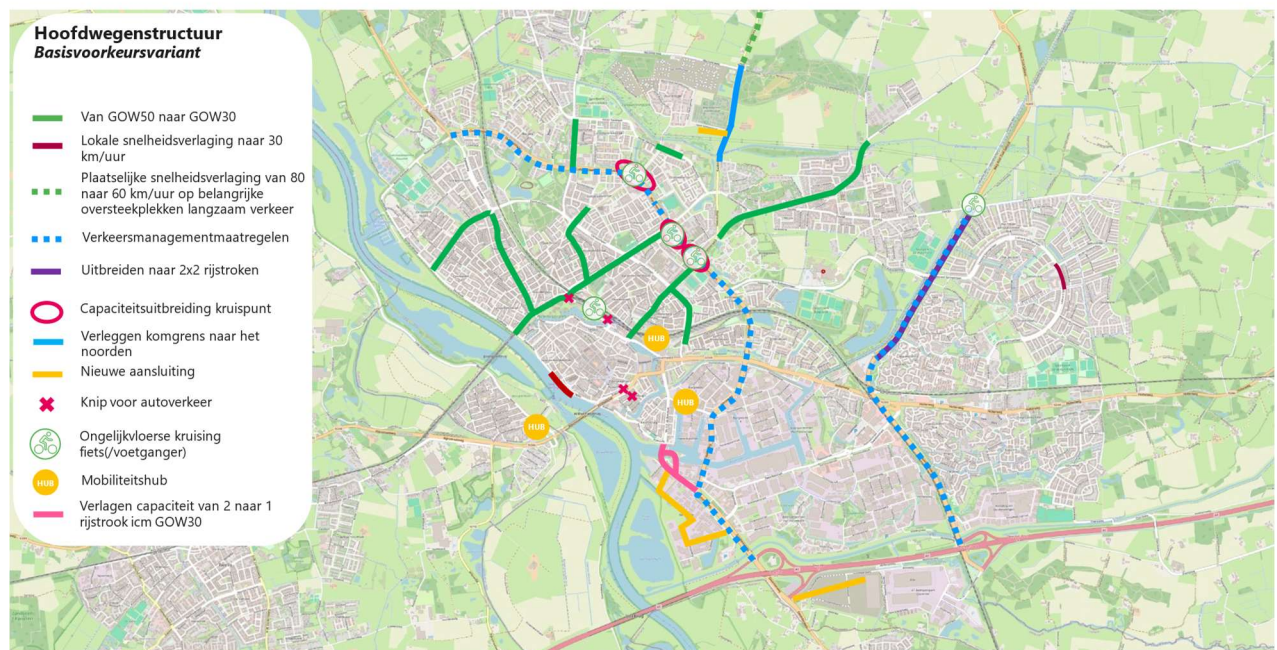 Hoofdwegenstructuur
Basisvoorkeursvariant
Van GOW50 naar GOW30
Lokale snelheidsverlaging naar 30
km/uur
Plaatselijke snelheidsverlaging van 80
naar 60 km/uur op belangrijke
oversteekplekken langzaam verkeer
Verkeersmanagementmaatregelen
Uitbreiden naar 2x2 rijstroken
Capaciteitsuitbreiding kruispunt
Verleggen komgrens naar het
noorden
Nieuwe aansluiting
Knip voor autoverkeer
Ongelijkvloerse kruising
fiets(/voetganger)
HUB
Mobiliteitshub
Verlagen capaciteit van 2 naar 1
rijstrook icm GOW30
HUB
HUB
HUB